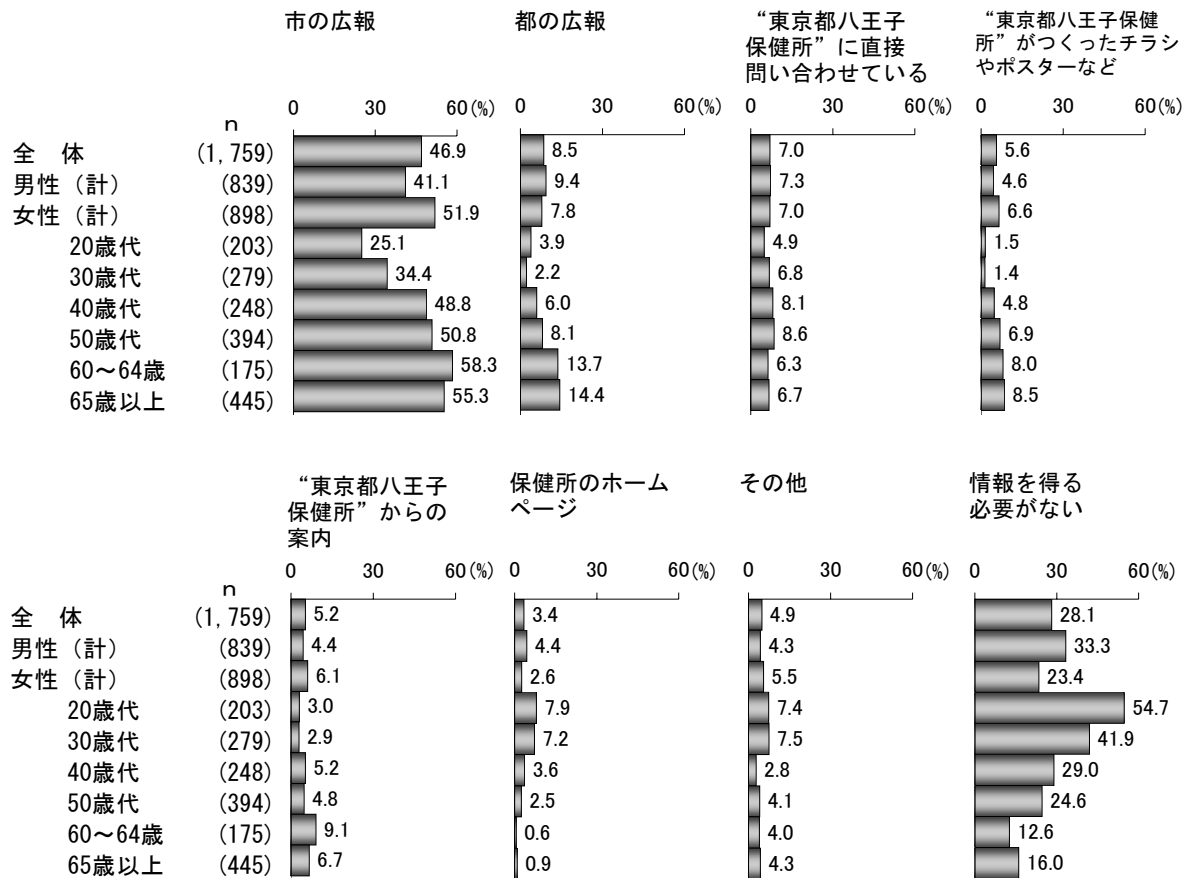 市の広報 都の広報 “東京都八王子 “東京都八王子保健
保健所”に直接 所”がつくったチラシ
問い合わせている やポスターなど
0 30 60(%) 0 30 60(%) 0 30 60(%) 0 30 60(%)
n
全 体 (1,759) 46.9 8.5 7.0 5.6
男性（計） (839) 41.1 9.4 7.3 4.6
女性（計） (898) 51.9 7.8 7.0 6.6
20歳代 (203) 25.1 3.9 4.9 1.5
30歳代 (279) 34.4 2.2 6.8 1.4
40歳代 (248) 48.8 6.0 8.1 4.8
50歳代 (394) 50.8 8.1 8.6 6.9
60～64歳 (175) 58.3 13.7 6.3 8.0
65歳以上 (445) 55.3 14.4 6.7 8.5
“東京都八王子 保健所のホーム その他 情報を得る
保健所”からの ページ 必要がない
案内
0 30 60(%) 0 30 60(%) 0 30 60(%) 0 30 60(%)
n
全 体 (1,759) 5.2 3.4 4.9 28.1
男性（計） (839) 4.4 4.4 4.3 33.3
女性（計） (898) 6.1 2.6 5.5 23.4
20歳代 (203) 3.0 7.9 7.4 54.7
30歳代 (279) 2.9 7.2 7.5 41.9
40歳代 (248) 5.2 3.6 2.8 29.0
50歳代 (394) 4.8 2.5 4.1 24.6
60～64歳 (175) 9.1 0.6 4.0 12.6
65歳以上 (445) 6.7 0.9 4.3 16.0